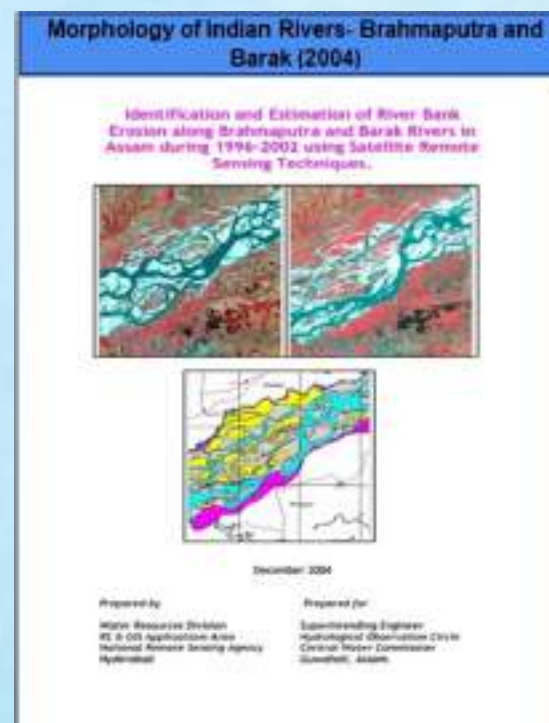 Morphology of Indian Rivers- Brahmaputra and
Barak (2004)
Identification and Estimation of River Bank
Erosion along Brahmaputra and Barak Rivers in
Assam during 1996-2002 using Satellite Remote
Sensing Techniques.
December 2004
Prepared by
Water Resources Division
RS & GIS Applications Area
National Remote Sensing Agency
Hyderabad
Prepared for
Superintending Engineer
Hydrological Observation Circle
Central Water Commission
Guwahati, Assam